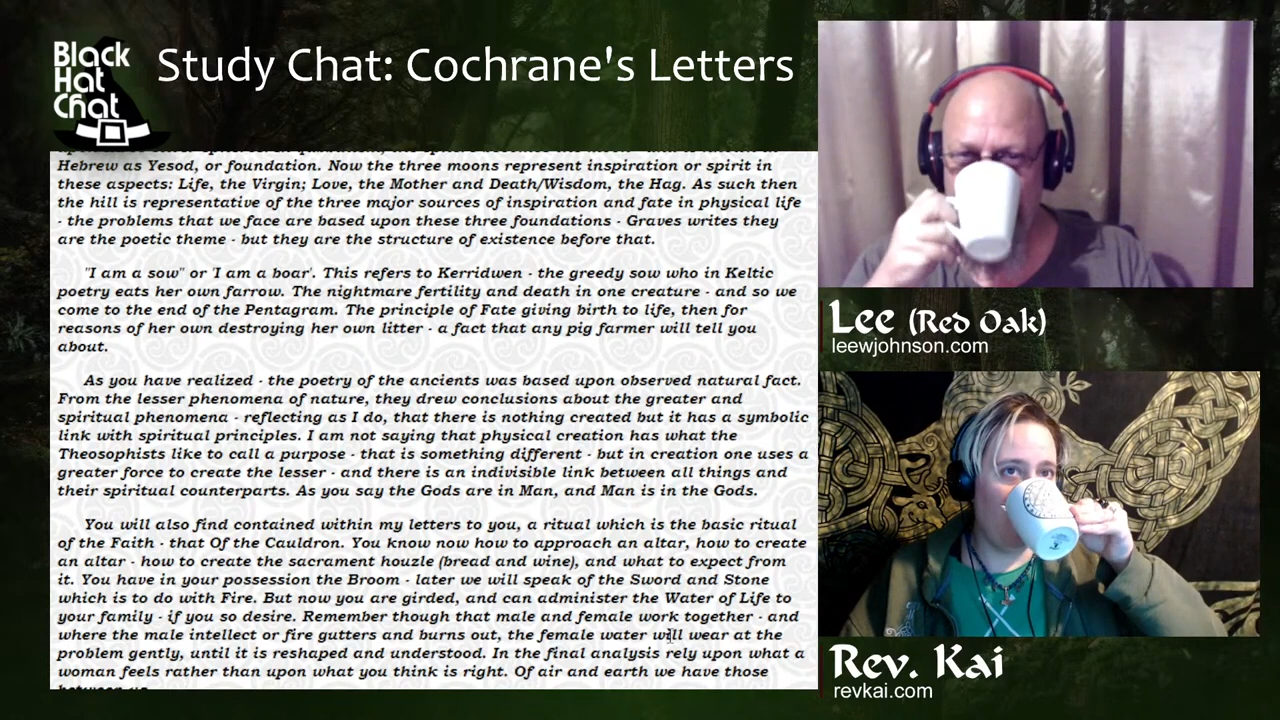 Black
Hat
Chat
Study Chat: Cochrane's Letters
Hebrew as Yesod, or foundation. Now the three moons represent inspiration or spirit in
these aspects: Life, the Virgin; Love, the Mother and Death/Wisdom, the Hag. As such then
the hill is representative of the three major sources of inspiration and fate in physical life
- the problems that we face are based upon these three foundations - Graves writes they
are the poetic theme - but they are the structure of existence before that.
"I am a sow" or 'I am a boar'. This refers to Kerridwen - the greedy sow who in Keltic
poetry eats her own farrow. The nightmare fertility and death in one creature - and so we
come to the end of the Pentagram. The principle of Fate giving birth to life, then for
reasons of her own destroying her own litter - a fact that any pig farmer will tell you
about.
As you have realized - the poetry of the ancients was based upon observed natural fact.
From the lesser phenomena of nature, they drew conclusions about the greater and
spiritual phenomena - reflecting as I do, that there is nothing created but it has a symbolic
link with spiritual principles. I am not saying that physical creation has what the
Theosophists like to call a purpose - that is something different - but in creation one uses a
greater force to create the lesser - and there is an indivisible link between all things and
their spiritual counterparts. As you say the Gods are in Man, and Man is in the Gods.
You will also find contained within my letters to you, a ritual which is the basic ritual
of the Faith - that Of the Cauldron. You know now how to approach an altar, how to create
an altar - how to create the sacrament houzle (bread and wine), and what to expect from
it. You have in your possession the Broom - later we will speak of the Sword and Stone
which is to do with Fire. But now you are girded, and can administer the Water of Life to
your family - if you so desire. Remember though that male and female work together - and
where the male intellect or fire gutters and burns out, the female water will wear at the
problem gently, until it is reshaped and understood. In the final analysis rely upon what a
woman feels rather than upon what you think is right. Of air and earth we have those
Lee (Red Oak)
leewjohnson.com
Rev. Kai
revkai.com